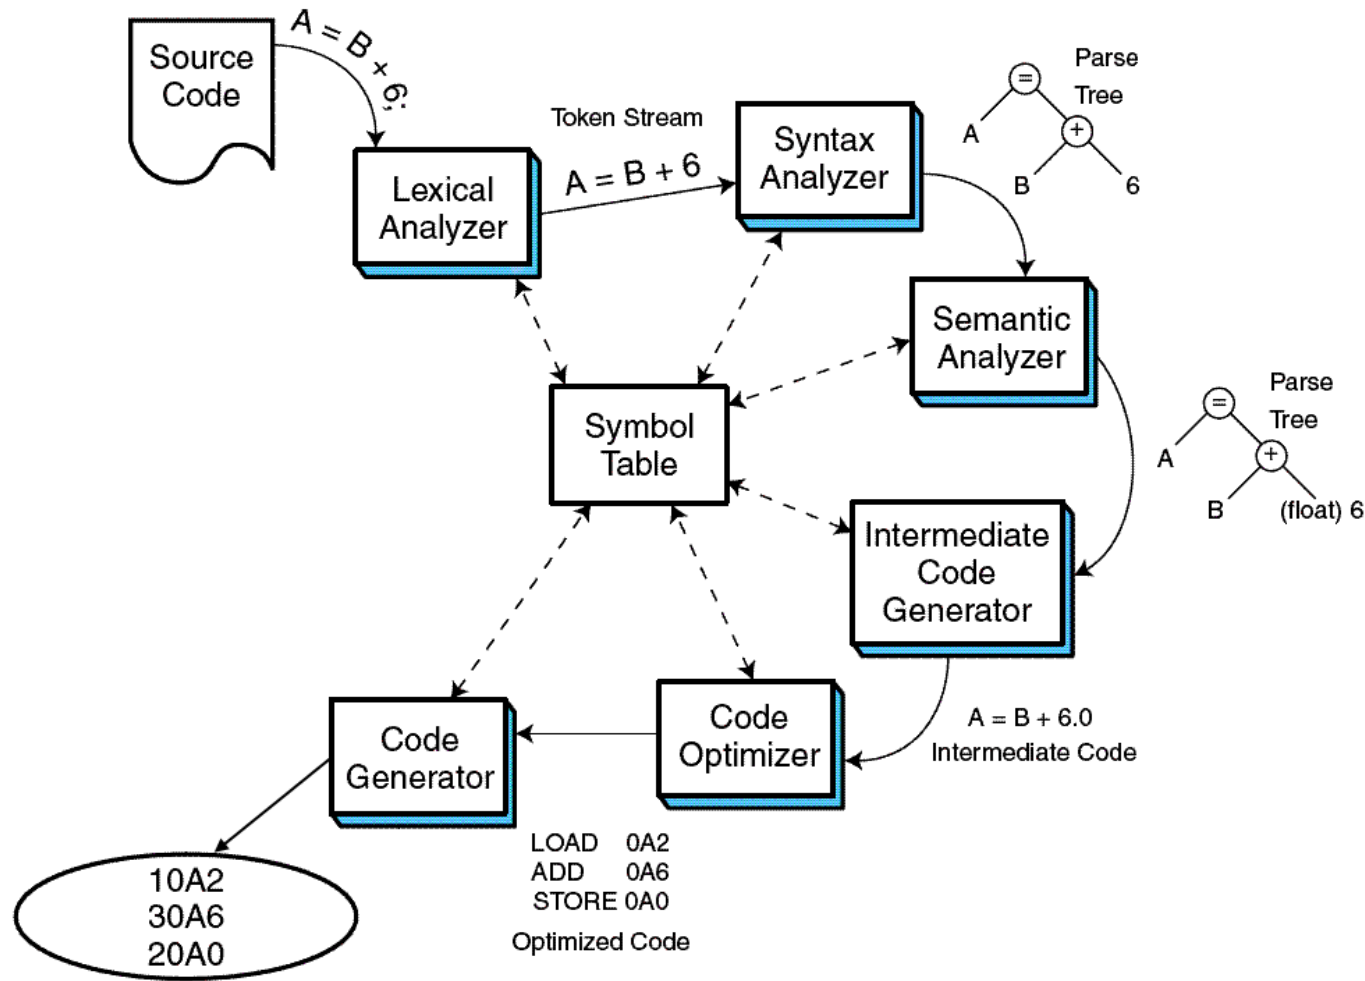 Source
Code
A = B + 6;
Lexical
Analyzer
Token Stream
A = B + 6
Syntax
Analyzer
Parse
Tree
=
A
+
B
6
Semantic
Analyzer
Parse
Tree
=
A
+
B
(float) 6
Symbol
Table
Intermediate
Code
Generator
A = B + 6.0
Intermediate Code
Code
Optimizer
LOAD 0A2
ADD 0A6
STORE 0A0
Optimized Code
Code
Generator
10A2
30A6
20A0